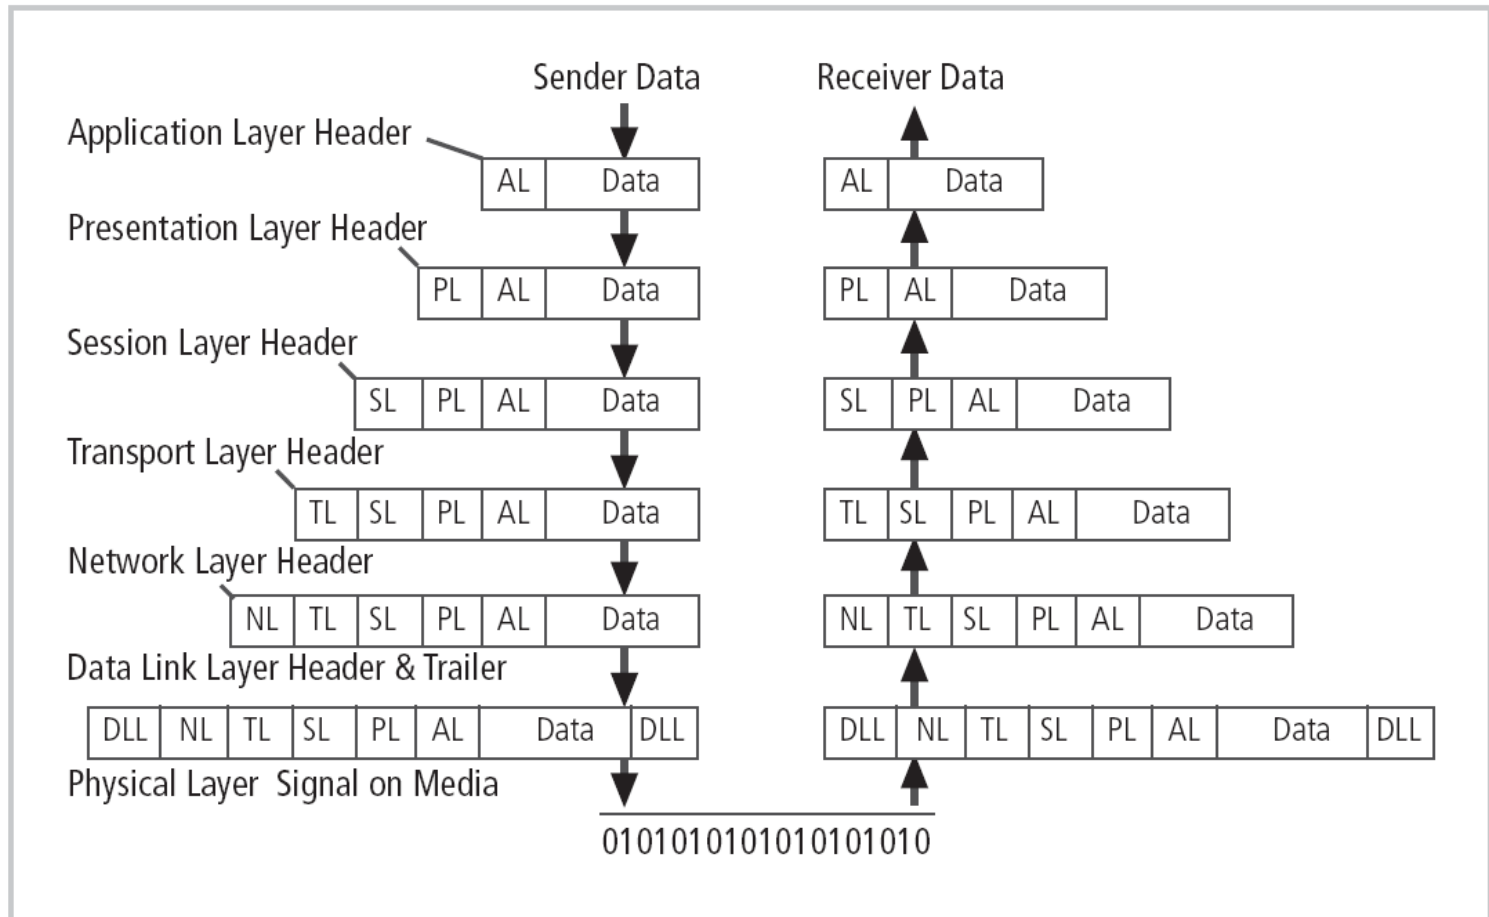 Sender Data Receiver Data
Application Layer Header
AL Data AL Data
Presentation Layer Header
PL AL Data PL AL Data
Session Layer Header
SL PL AL Data SL PL AL Data
Transport Layer Header
TL SL PL AL Data TL SL PL AL Data
Network Layer Header
NL TL SL PL AL Data NL TL SL PL AL Data
Data Link Layer Header & Trailer
DLL NL TL SL PL AL Data DLL DLL NL TL SL PL AL Data DLL
Physical Layer Signal on Media
0101010101010101010